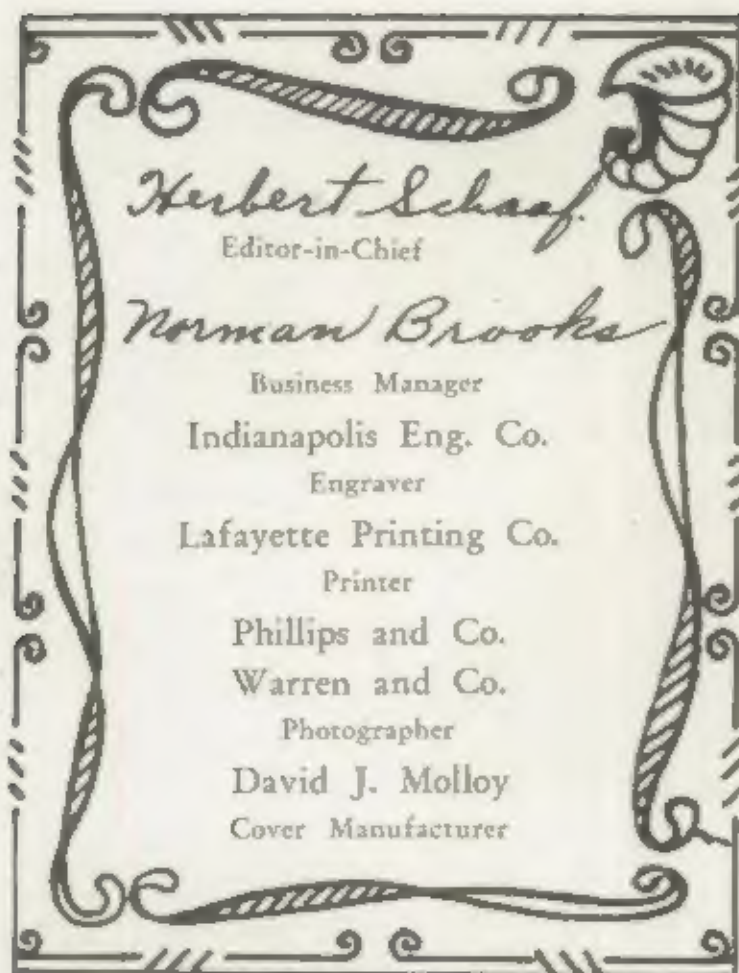 Herbert Schaaf
Editor-in-Chief
Norman Brooks
Business Manager
Indianapolis Eng. Co.
Engraver
Lafayette Printing Co.
Printer
Phillips and Co.
Warren and Co.
Photographer
David J. Molloy
Cover Manufacturer